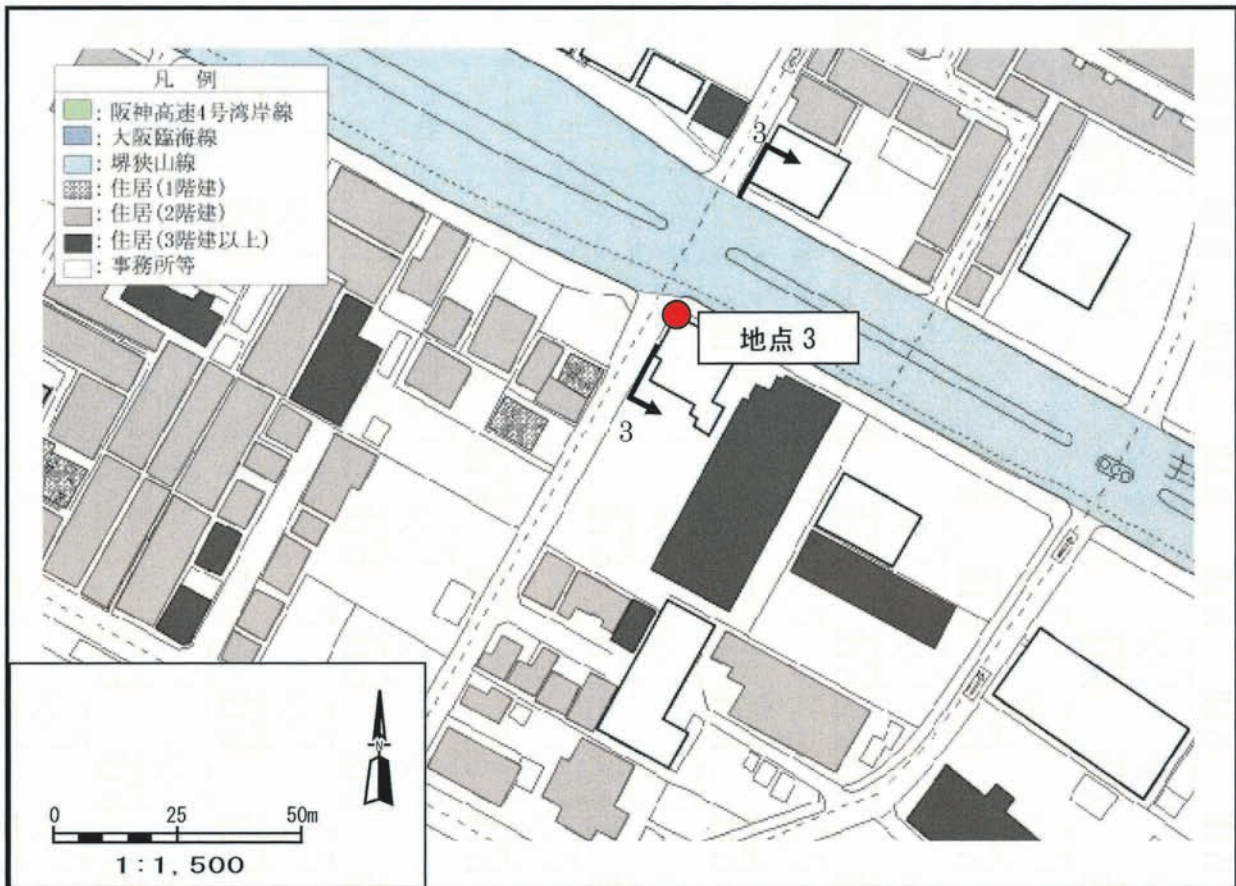 凡 例
: 阪神高速4号湾岸線
: 大阪臨海線
: 堺狭山線
: 住居(1階建)
: 住居(2階建)
: 住居(3階建以上)
: 事務所等
3
地点 3
3
N
0 25 50m
1:1,500